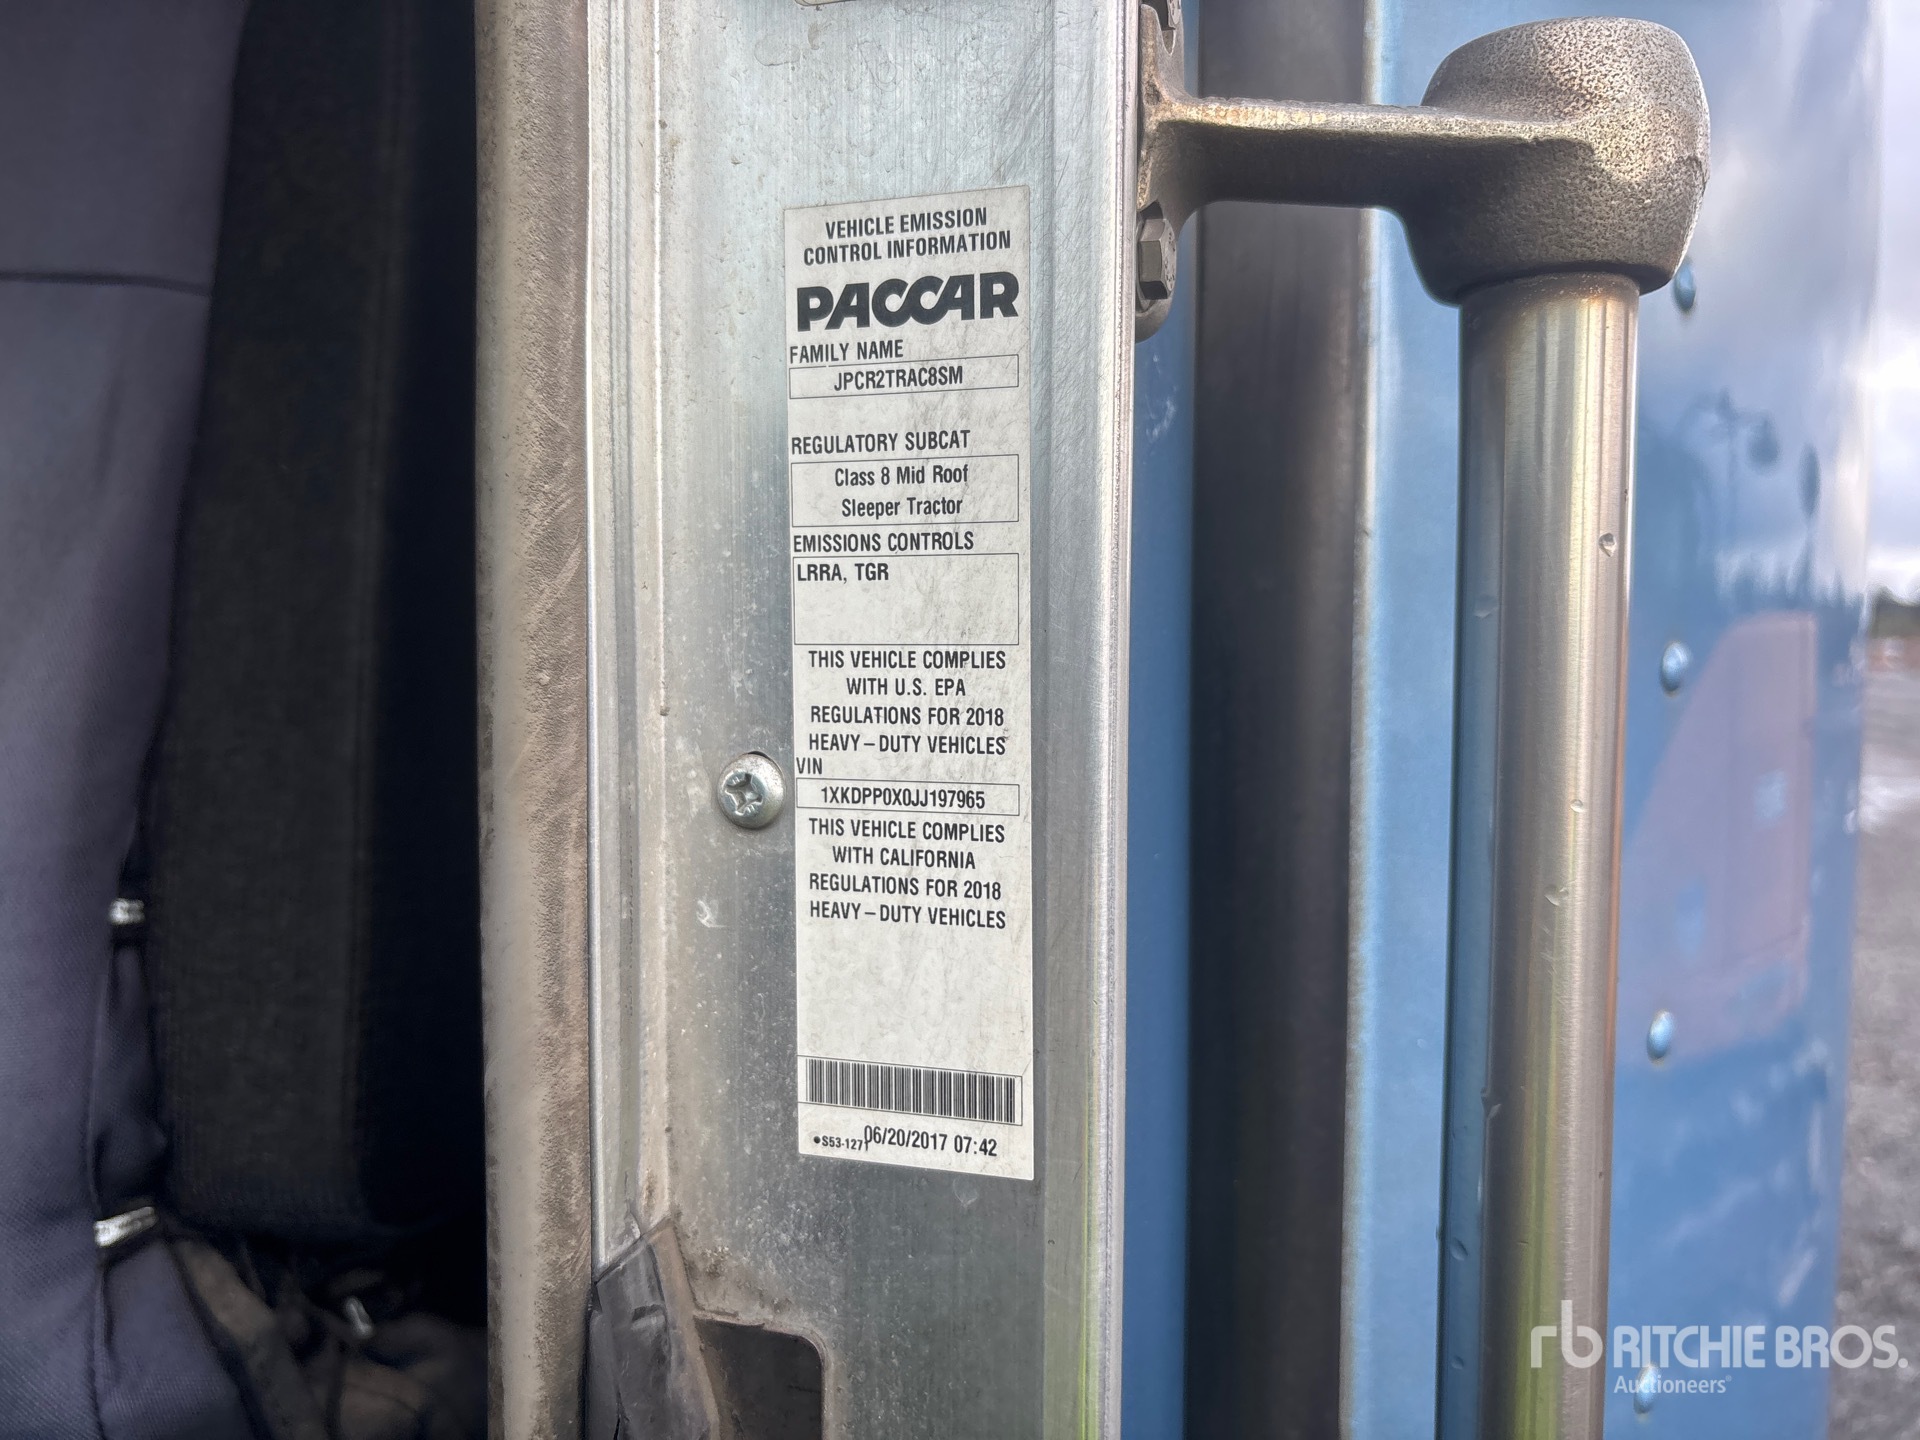 VEHICLE EMISSION
CONTROL INFORMATION
PACCAR
FAMILY NAME
JPCR2TRAC8SM
REGULATORY SUBCAT
Class 8 Mid Roof
Sleeper Tractor
EMISSIONS CONTROLS
LRRA, TGR
THIS VEHICLE COMPLIES
WITH U.S. EPA
REGULATIONS FOR 2018
HEAVY – DUTY VEHICLES
VIN
1XKDPP0X0JJ197965
THIS VEHICLE COMPLIES
WITH CALIFORNIA
REGULATIONS FOR 2018
HEAVY – DUTY VEHICLES
•S53-1271 06/20/2017 07:42
rb RITCHIE BROS.
Auctioneers